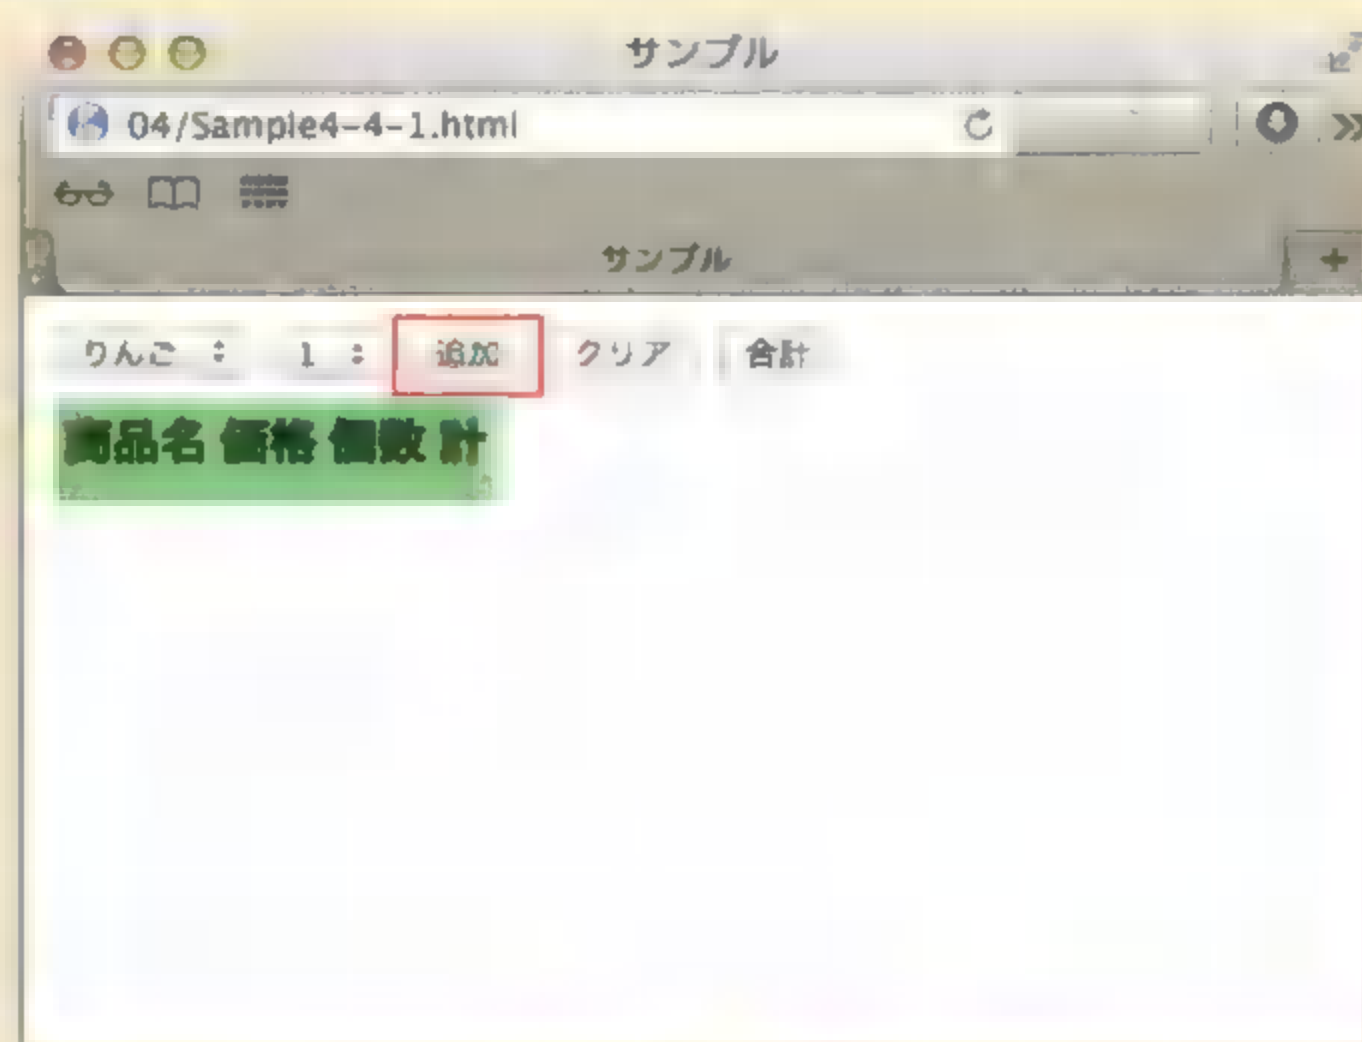 サンプル
04/Sample4-4-1.html
サンプル +
りんご 1 追加 クリア 合計
商品名 価格 個数 計